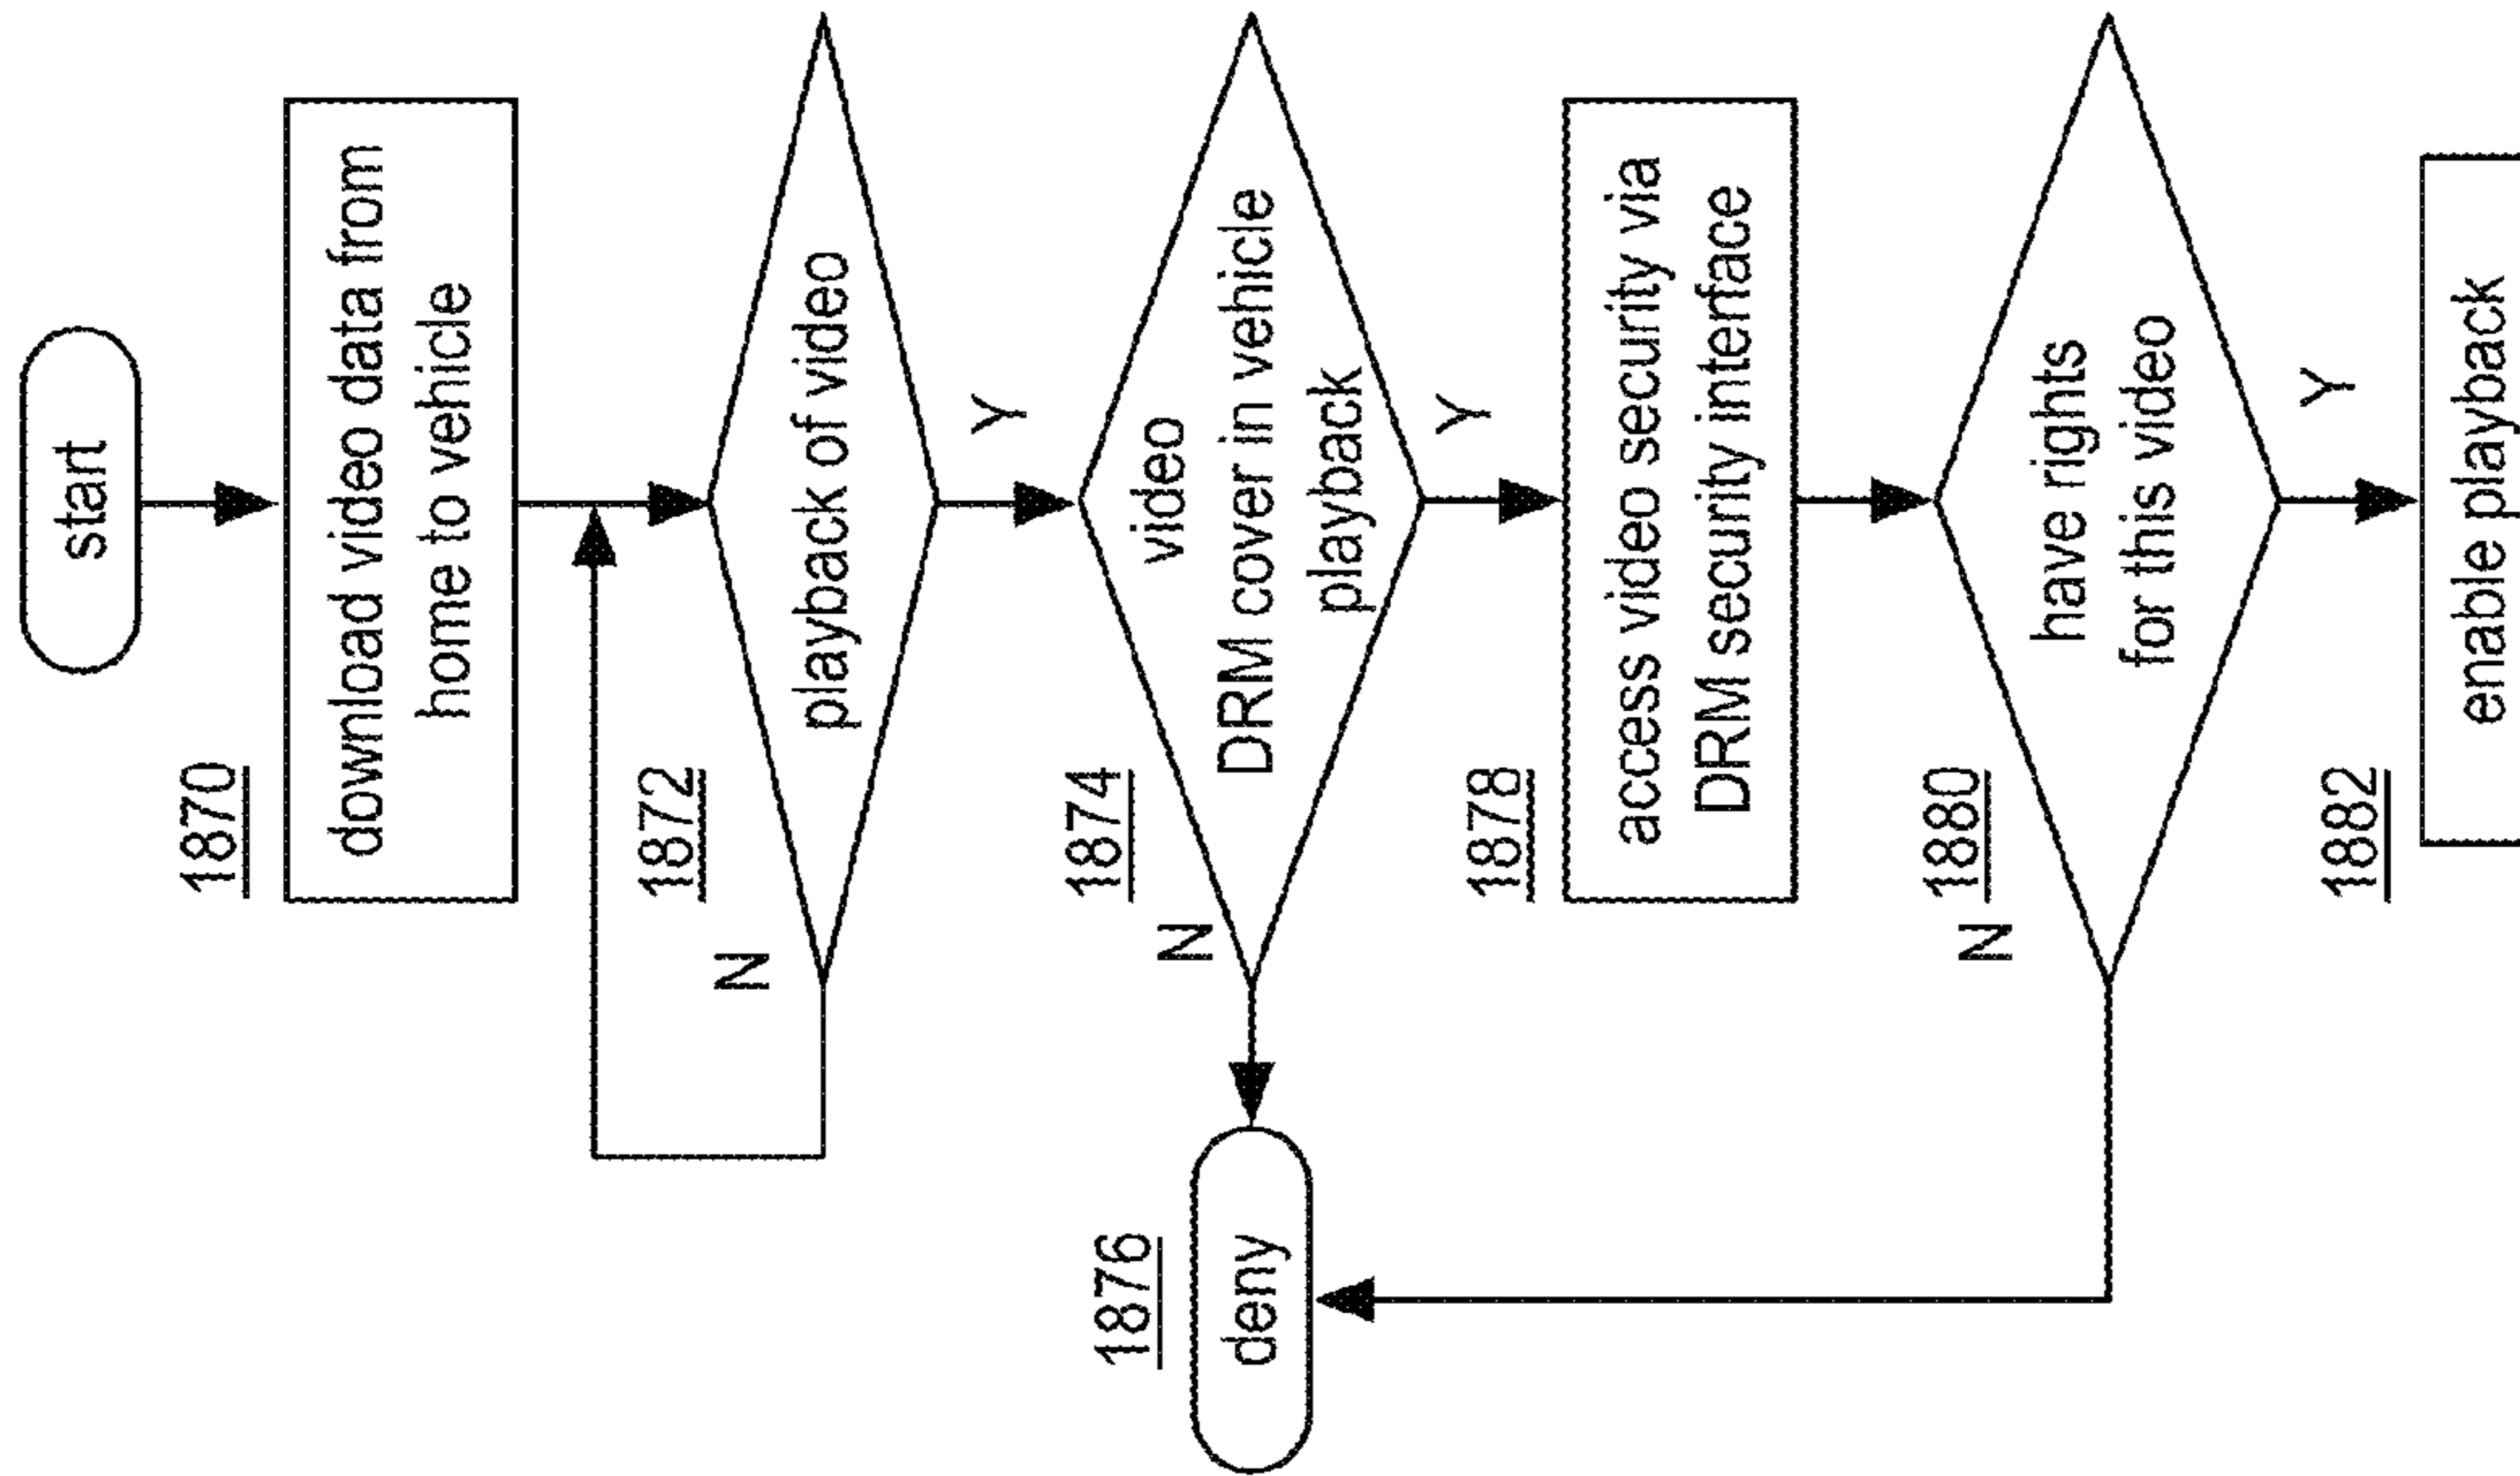 start
1870
download video data from
home to vehicle
1872
playback of video
N
Y
1874
video
DRM cover in vehicle
playback
N
Y
1876
deny
1878
access video security via
DRM security interface
1880
have rights
for this video
N
Y
1882
enable playback